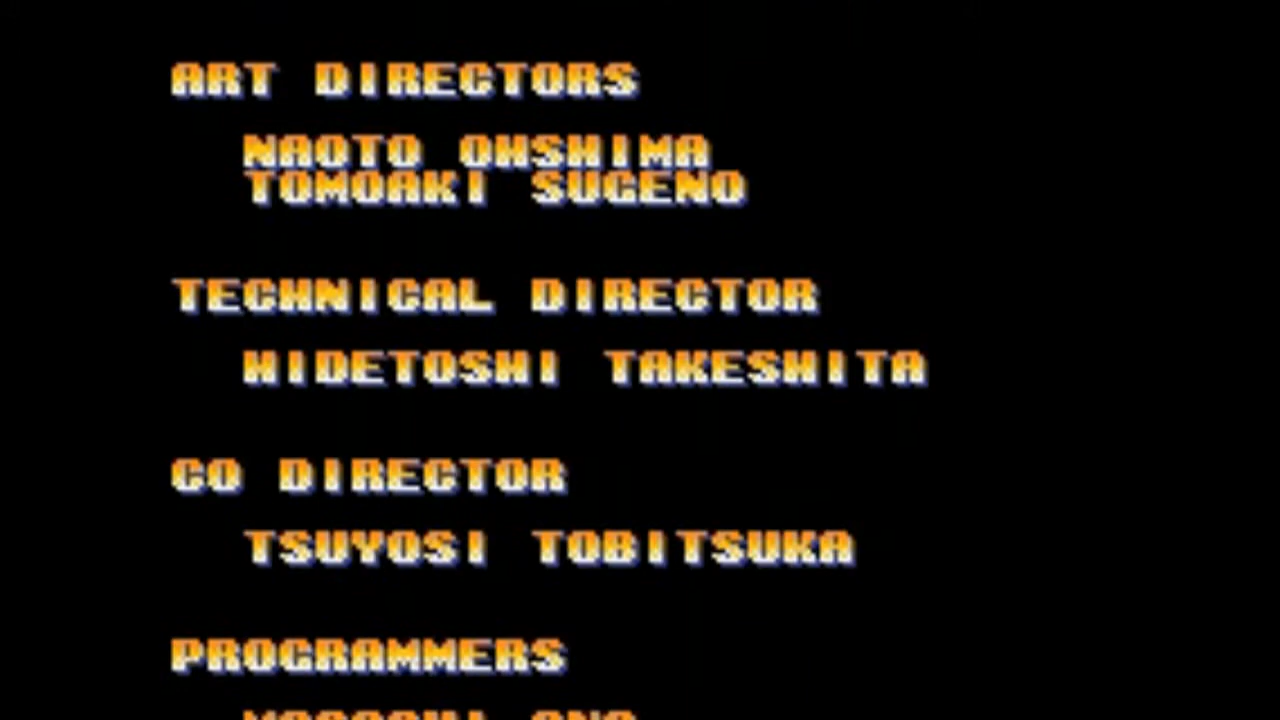 ART DIRECTORS
NAOTO OHSHIMA
TOMOAKI SUGENO
TECHNICAL DIRECTOR
HIDETOSHI TAKESHITA
CO DIRECTOR
TSUYOSI TOBITSUKA
PROGRAMMERS